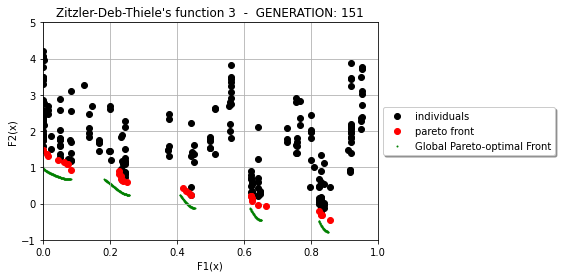 Zitzler-Deb-Thiele's function 3  -  GENERATION: 151
F2(x)
5
4
3
2
1
0
−1
0.0 0.2 0.4 0.6 0.8 1.0
F1(x)
individuals
pareto front
Global Pareto-optimal Front